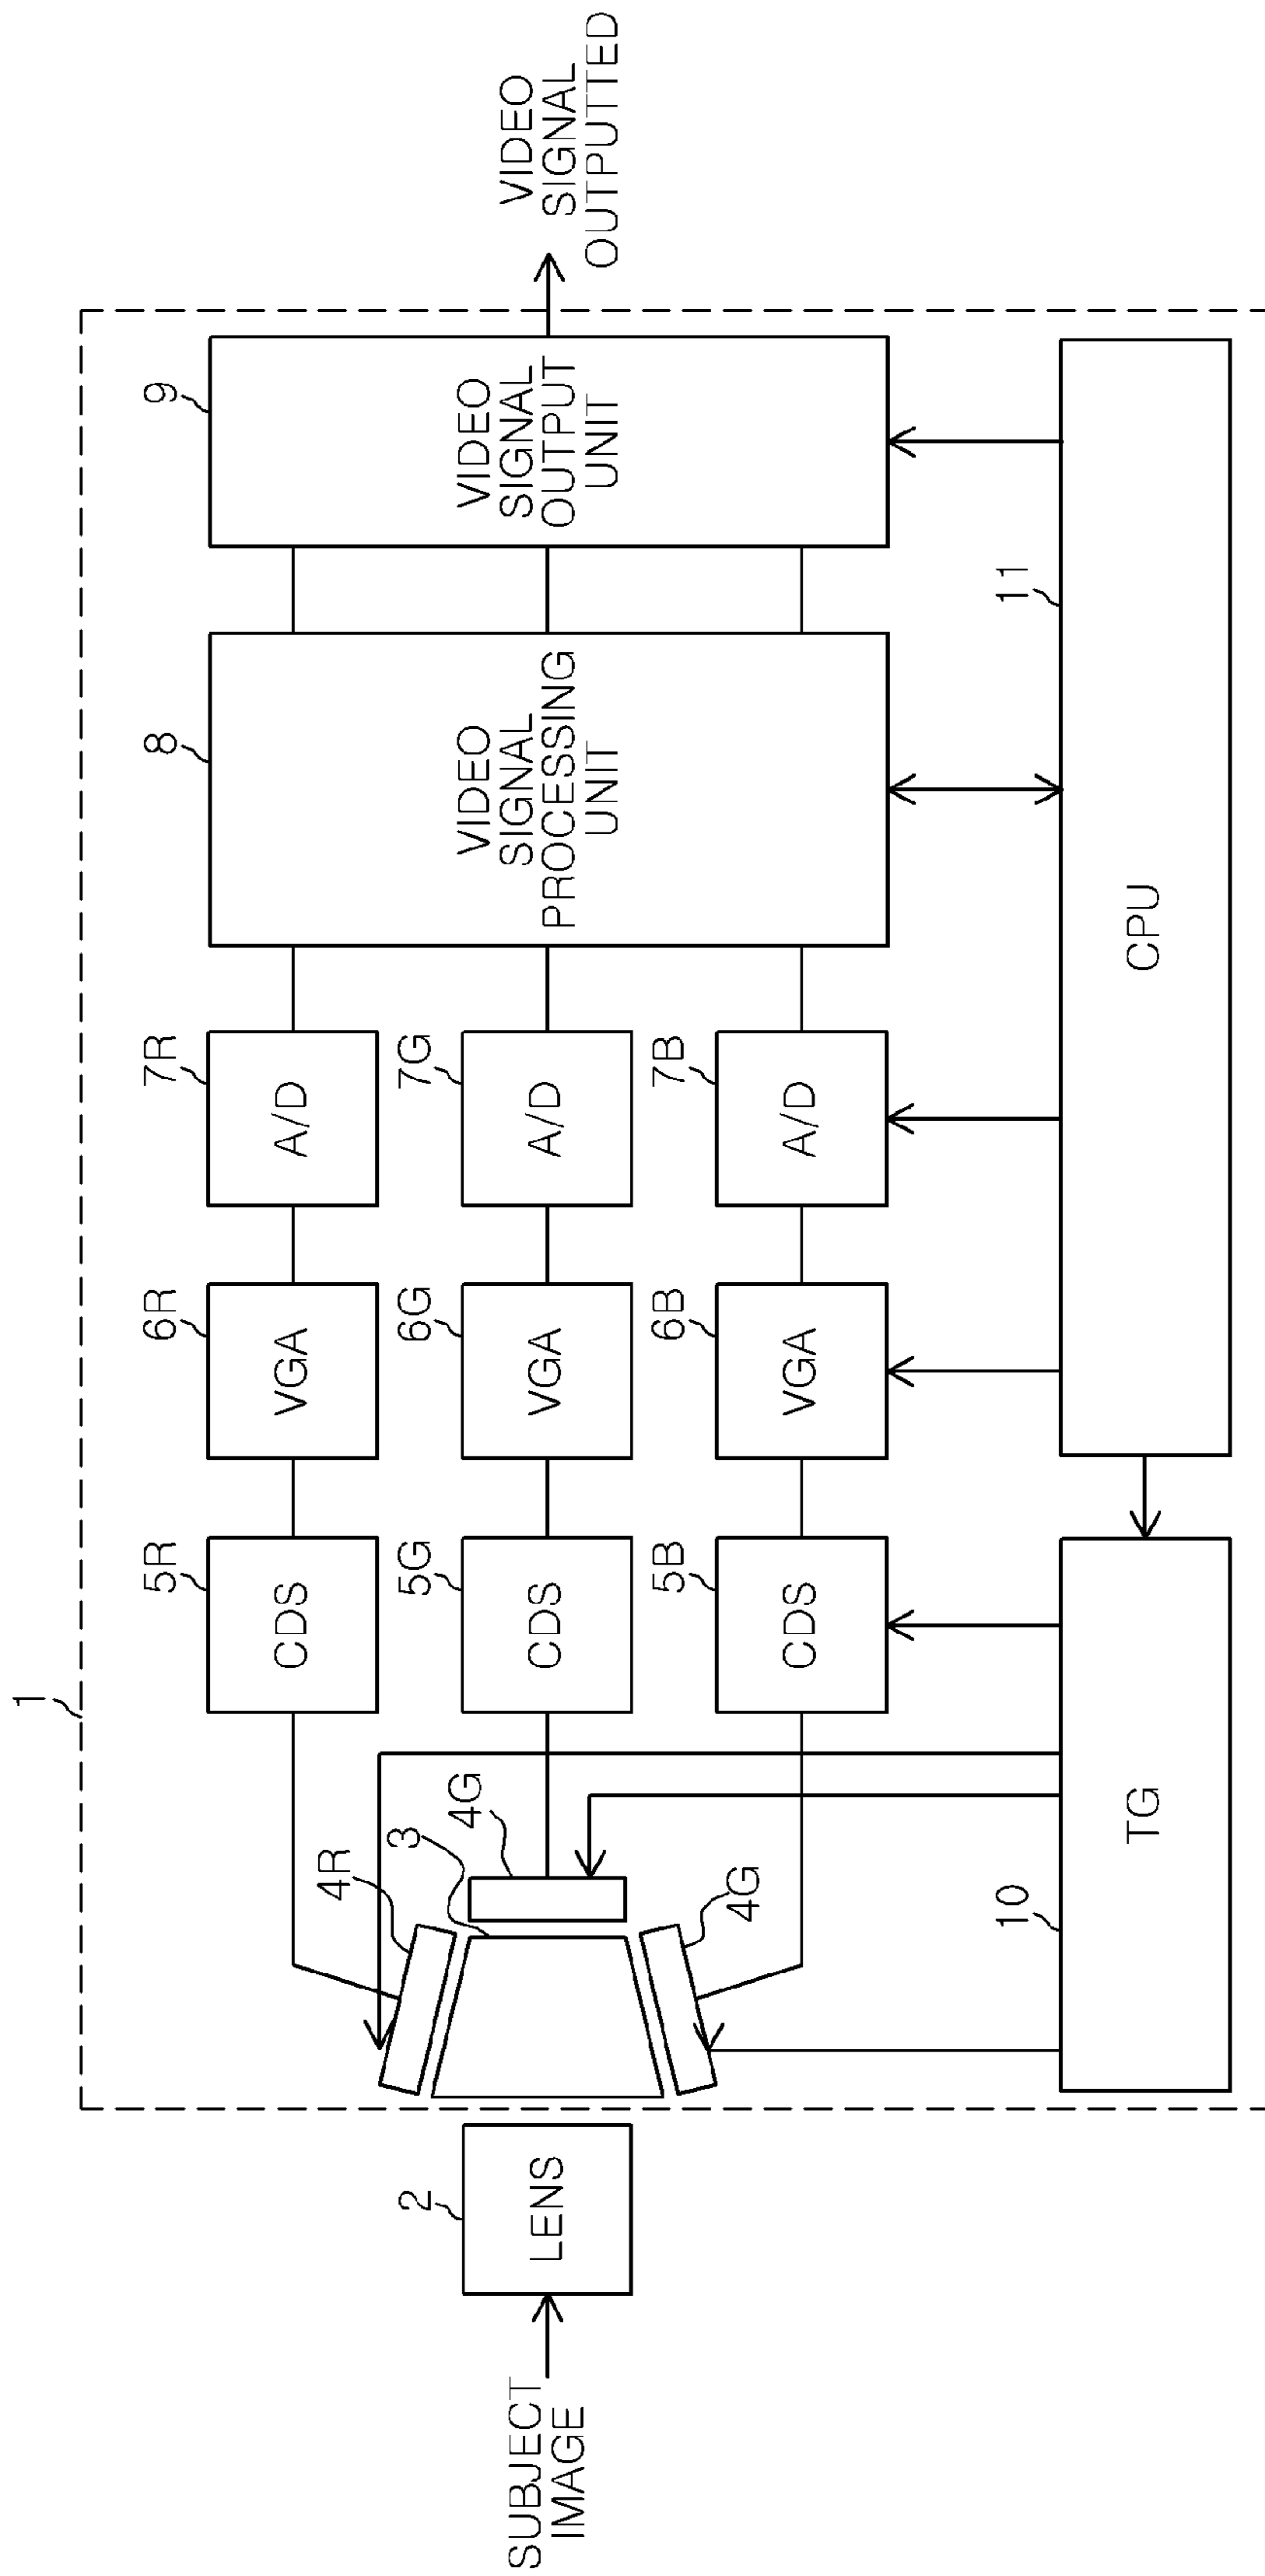 1
SUBJECT
IMAGE
2
LENS
3
4R
4G
4G
5R
CDS
5G
CDS
5B
CDS
6R
VGA
6G
VGA
6B
VGA
7R
A/D
7G
A/D
7B
A/D
8
VIDEO
SIGNAL
PROCESSING
UNIT
9
VIDEO
SIGNAL
OUTPUT
UNIT
VIDEO
SIGNAL
OUTPUTTED
10
TG
11
CPU